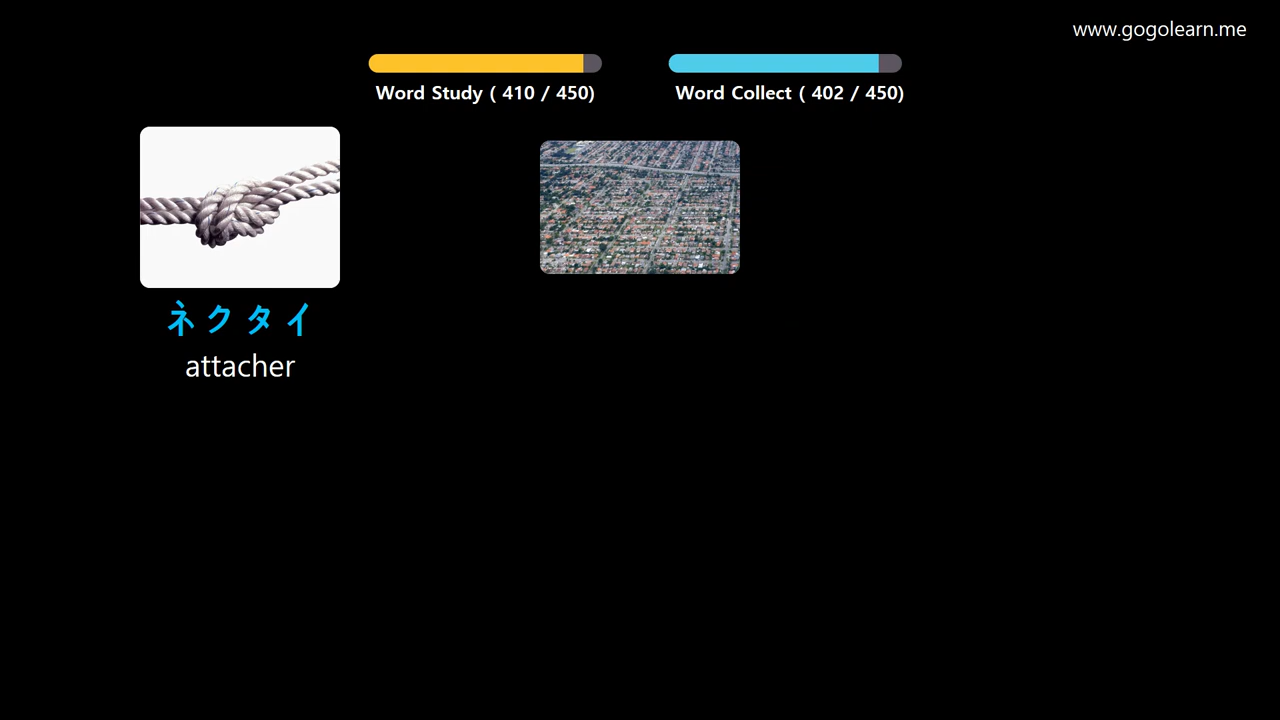 www.gogolearn.me
Word Study ( 410 / 450)
Word Collect ( 402 / 450)
ネクタイ
attacher